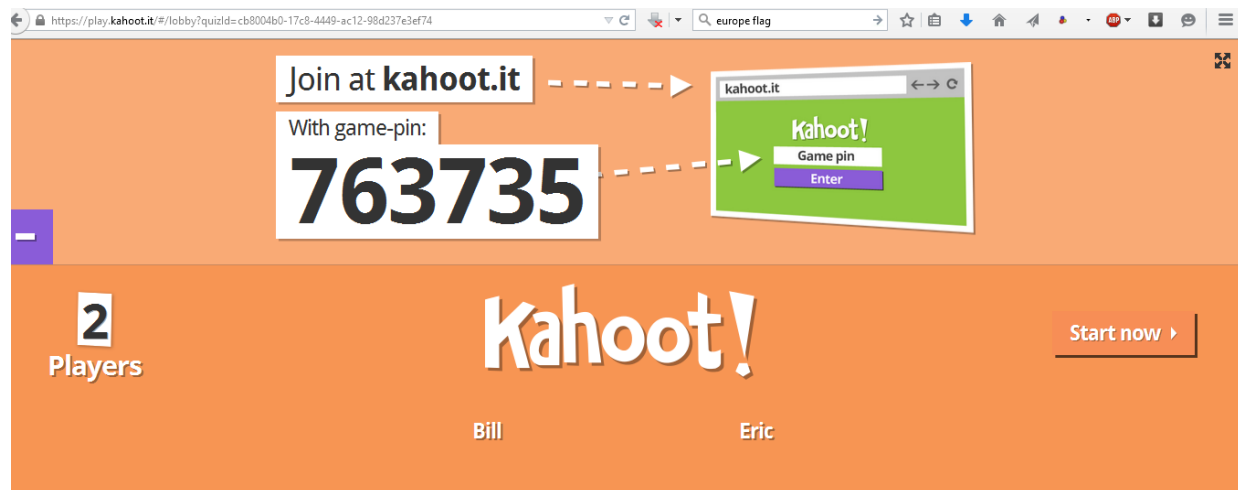 https://play.kahoot.it/#/lobby?quizId=cb8004b0-17c8-4449-ac12-98d237e3ef74
europe flag
ABP
Join at kahoot.it
With game-pin:
763735
kahoot.it
Kahoot!
Game pin
Enter
2
Players
Kahoot!
Start now
Bill Eric